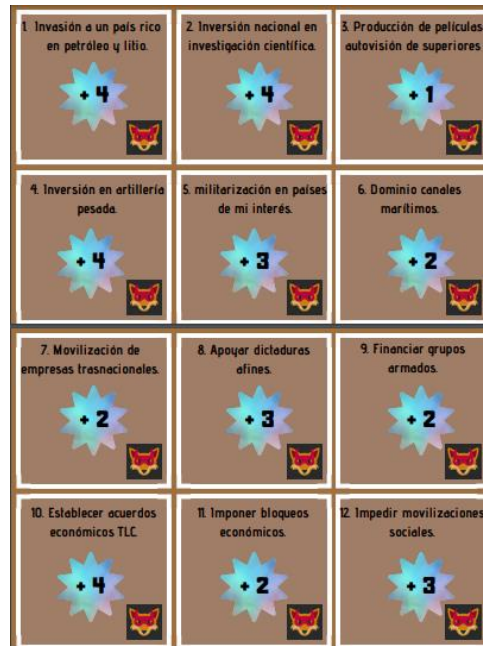 1. Invasión a un país rico
en petróleo y litio.
+ 4
2. Inversión nacional en
investigación científica.
+ 4
3. Producción de películas
autovisión de superiores
+ 1
4. Inversión en artillería
pesada.
+ 4
5. militarización en países
de mi interés.
+ 3
6. Dominio canales
marítimos.
+ 2
7. Movilización de
empresas trasnacionales.
+ 2
8. Apoyar dictaduras
afines.
+ 3
9. Financiar grupos
armados.
+ 2
10. Establecer acuerdos
económicos TLC.
+ 4
11. Imponer bloqueos
económicos.
+ 2
12. Impedir movilizaciones
sociales.
+ 3